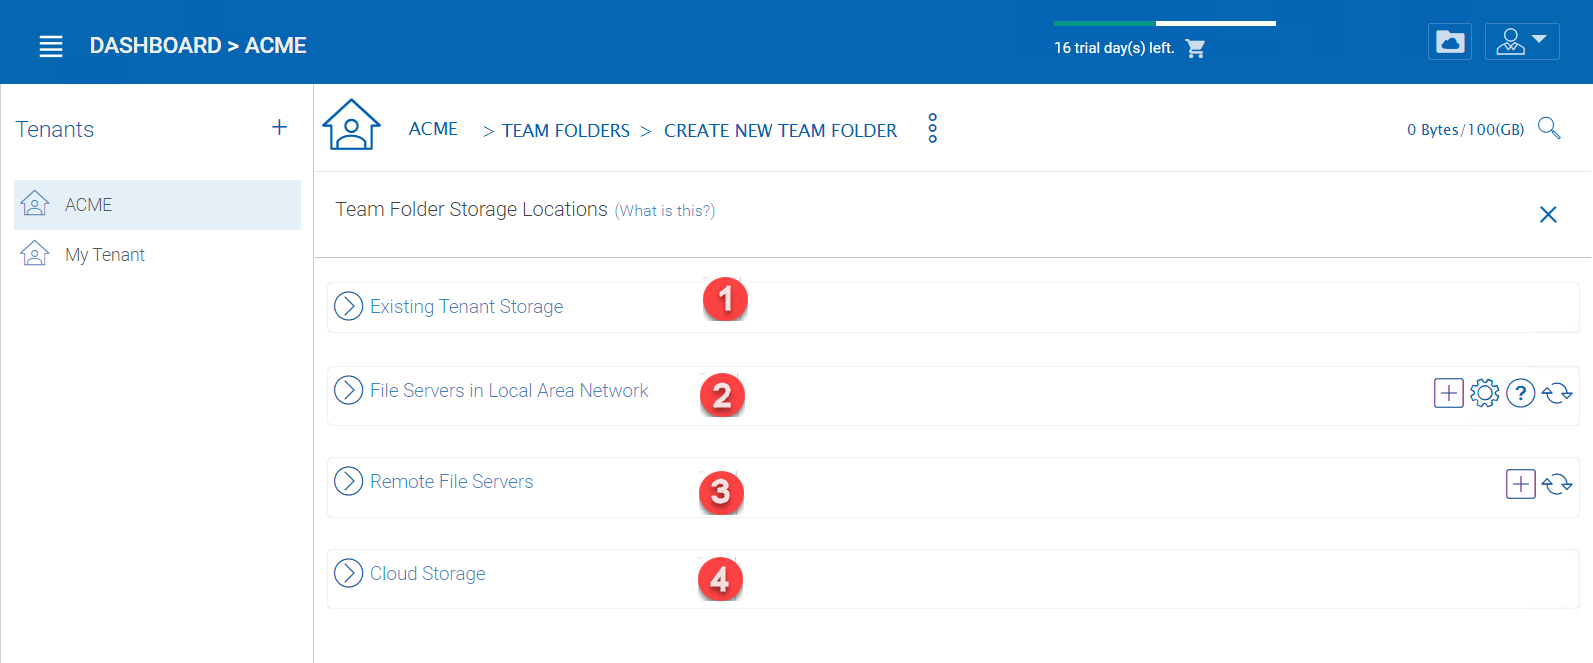 DASHBOARD > ACME
16 trial day(s) left.
Tenants +
ACME
My Tenant
ACME > TEAM FOLDERS > CREATE NEW TEAM FOLDER
0 Bytes/100(GB)
Team Folder Storage Locations (What is this?)
Existing Tenant Storage 1
File Servers in Local Area Network 2
?
Remote File Servers 3
Cloud Storage 4